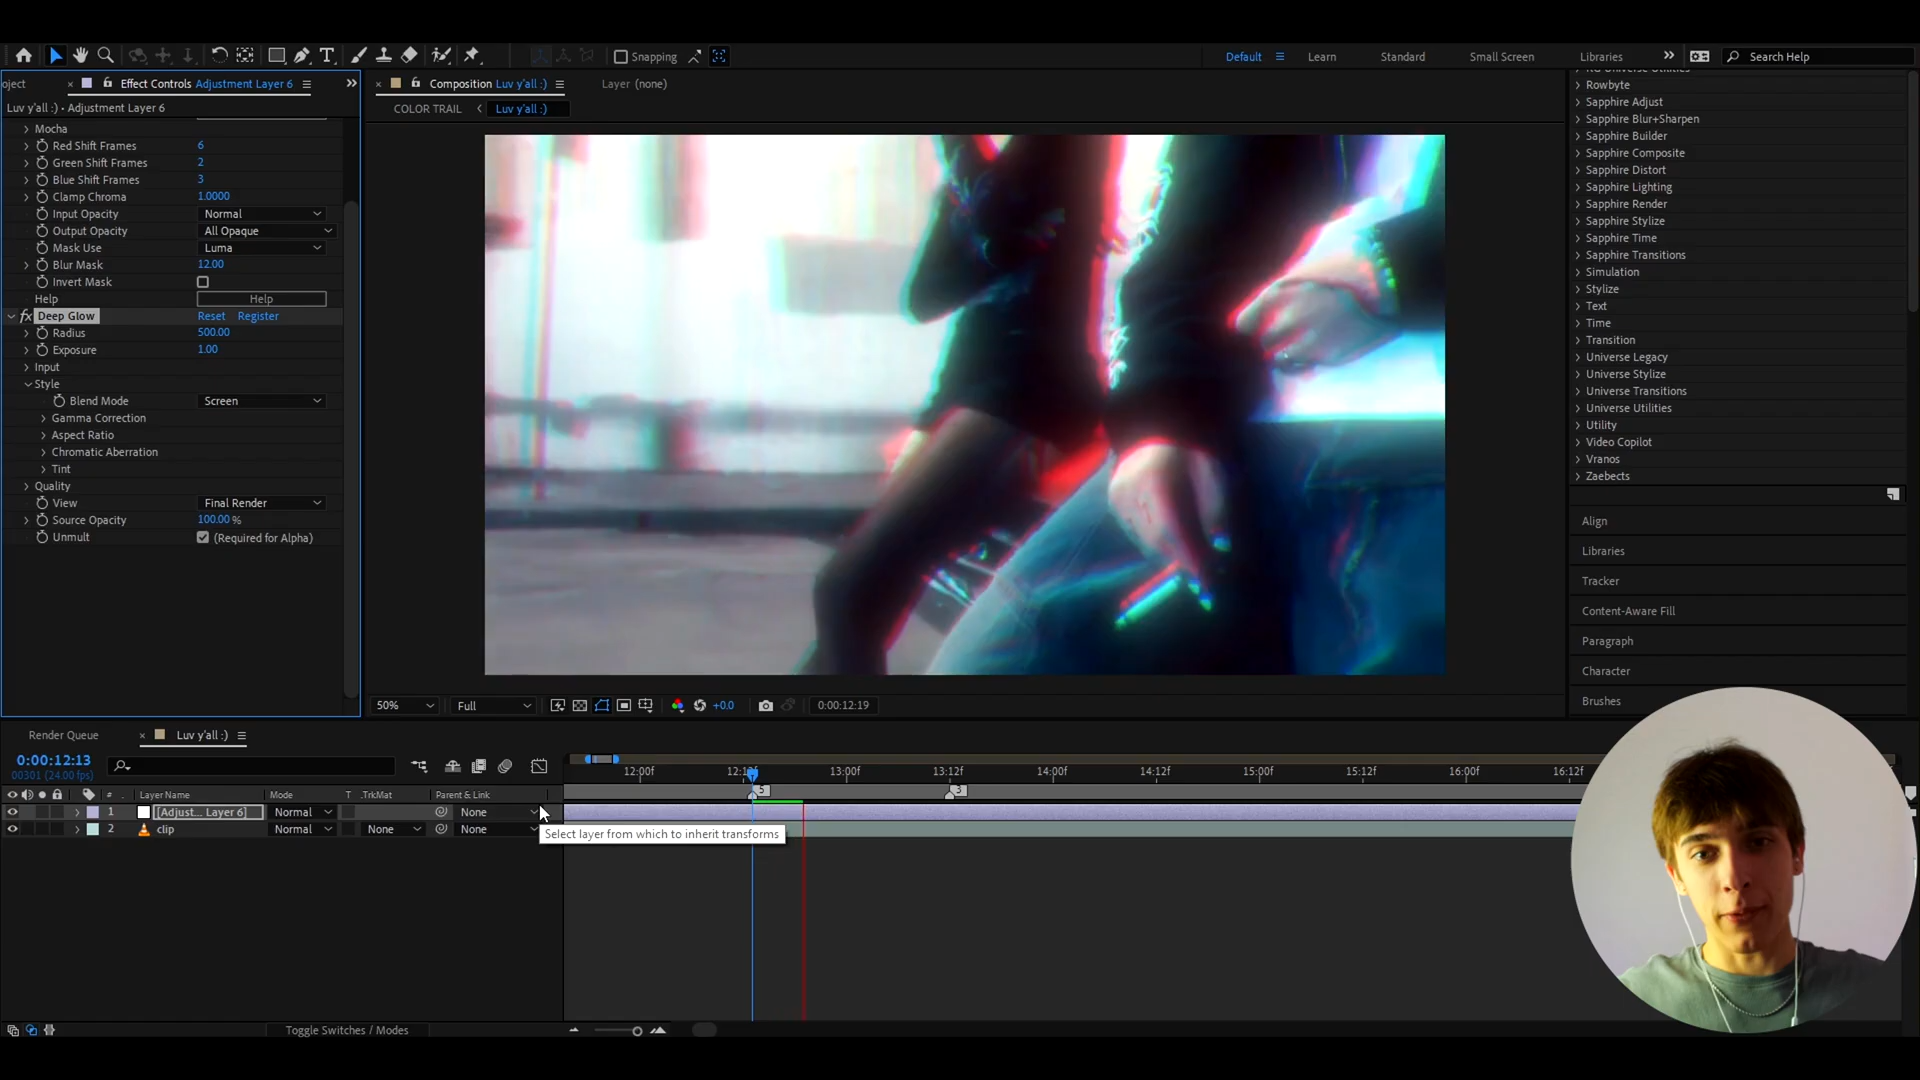 Snapping
Default
Learn
Standard
Small Screen
Libraries
Search Help
oject
Effect Controls Adjustment Layer 6
Luv y'all :) • Adjustment Layer 6
Mocha
Red Shift Frames 6
Green Shift Frames 2
Blue Shift Frames 3
Clamp Chroma 1.0000
Input Opacity Normal
Output Opacity All Opaque
Mask Use Luma
Blur Mask 12.00
Invert Mask
Help Help
fx Deep Glow Reset Register
Radius 500.00
Exposure 1.00
Input
Style
Blend Mode Screen
Gamma Correction
Aspect Ratio
Chromatic Aberration
Tint
Quality
View Final Render
Source Opacity 100.00 %
Unmult (Required for Alpha)
Composition Luv y'all :)
Layer (none)
COLOR TRAIL
Luv y'all :)
50%
Full
+0.0
0:00:12:19
Rowbyte
Sapphire Adjust
Sapphire Blur+Sharpen
Sapphire Builder
Sapphire Composite
Sapphire Distort
Sapphire Lighting
Sapphire Render
Sapphire Stylize
Sapphire Time
Sapphire Transitions
Simulation
Stylize
Text
Time
Transition
Universe Legacy
Universe Stylize
Universe Transitions
Universe Utilities
Utility
Video Copilot
Vranos
Zaebects
Align
Libraries
Tracker
Content-Aware Fill
Paragraph
Character
Brushes
Render Queue
Luv y'all :)
0:00:12:13
00301 (24.00 fps)
# Layer Name Mode T .TrkMat Parent & Link
1 [Adjust... Layer 6] Normal None
2 clip Normal None None
Select layer from which to inherit transforms
12:00f
13:00f
13:12f
14:00f
14:12f
15:00f
15:12f
16:00f
16:12f
5
3
Toggle Switches / Modes